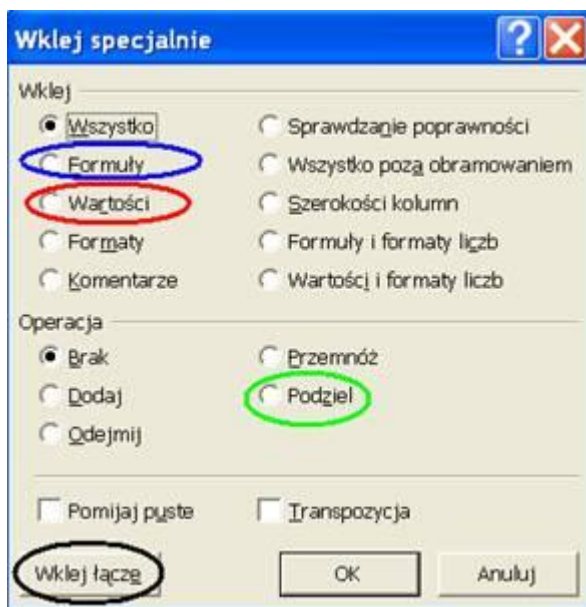 Wklej specjalnie
Wklej
Wszystko
Sprawdzanie poprawności
Formuły
Wszystko poza obramowaniem
Wartości
Szerokości kolumn
Formaty
Formuły i formaty liczb
Komentarze
Wartości i formaty liczb
Operacja
Brak
Przemnóż
Dodaj
Podziel
Odejmij
Pomijaj puste
Transpozycja
Wklej łącze
OK
Anuluj